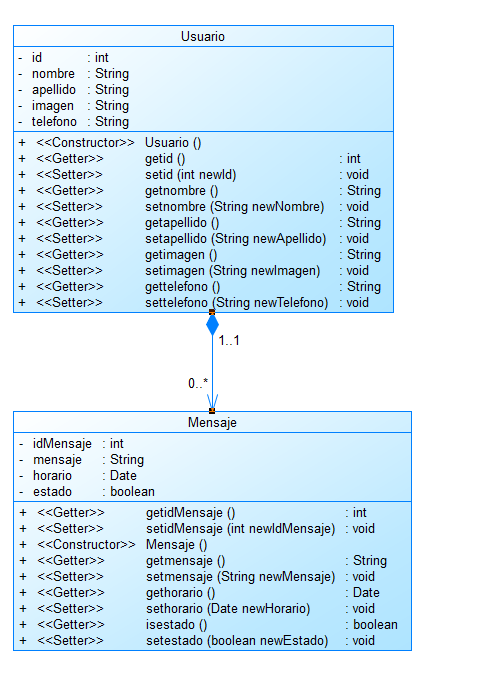 Usuario
- id : int
- nombre : String
- apellido : String
- imagen : String
- telefono : String
+ <<Constructor>> Usuario ()
+ <<Getter>> getid () : int
+ <<Setter>> setid (int newId) : void
+ <<Getter>> getnombre () : String
+ <<Setter>> setnombre (String newNombre) : void
+ <<Getter>> getapellido () : String
+ <<Setter>> setapellido (String newApellido) : void
+ <<Getter>> getimagen () : String
+ <<Setter>> setimagen (String newImagen) : void
+ <<Getter>> gettelefono () : String
+ <<Setter>> settelefono (String newTelefono) : void
1..1
0..*
Mensaje
- idMensaje : int
- mensaje : String
- horario : Date
- estado : boolean
+ <<Getter>> getidMensaje () : int
+ <<Setter>> setidMensaje (int newIdMensaje) : void
+ <<Constructor>> Mensaje ()
+ <<Getter>> getmensaje () : String
+ <<Setter>> setmensaje (String newMensaje) : void
+ <<Getter>> gethorario () : Date
+ <<Setter>> sethorario (Date newHorario) : void
+ <<Getter>> isestado () : boolean
+ <<Setter>> setestado (boolean newEstado) : void